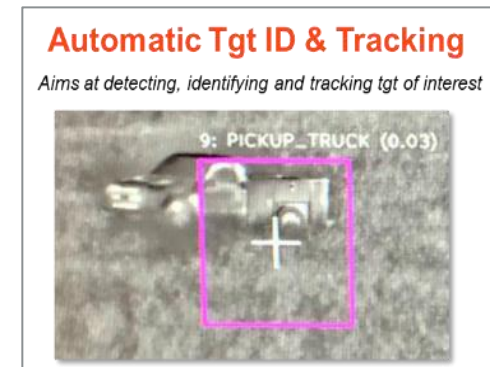 Automatic Tgt ID & Tracking
Aims at detecting, identifying and tracking tgt of interest
9: PICKUP_TRUCK (0.03)